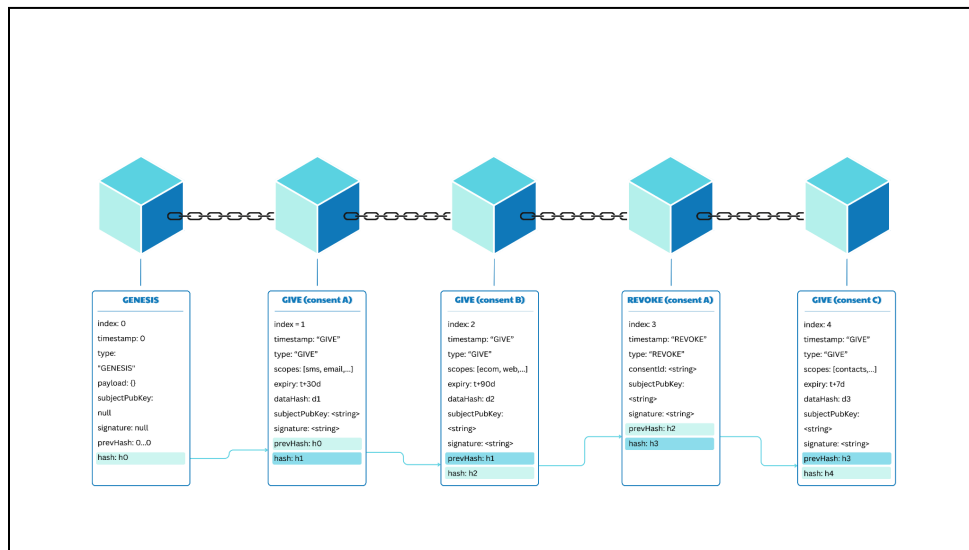 GENESIS
index: 0
timestamp: 0
type:
"GENESIS"
payload: {}
subjectPubKey:
null
signature: null
prevHash: 0...0
hash: h0
GIVE (consent A)
index = 1
timestamp: “GIVE”
type: “GIVE”
scopes: [sms, email,...]
expiry: t+30d
dataHash: d1
subjectPubKey: <string>
signature: <string>
prevHash: h0
hash: h1
GIVE (consent B)
index: 2
timestamp: “GIVE”
type: “GIVE”
scopes: [ecom, web,...]
expiry: t+90d
dataHash: d2
subjectPubKey:
<string>
signature: <string>
prevHash: h1
hash: h2
REVOKE (consent A)
index: 3
timestamp: “REVOKE”
type: “REVOKE”
consentId: <string>
subjectPubKey:
<string>
signature: <string>
prevHash: h2
hash: h3
GIVE (consent C)
index: 4
timestamp: “GIVE”
type: “GIVE”
scopes: [contacts,...]
expiry: t+7d
dataHash: d3
subjectPubKey:
<string>
signature: <string>
prevHash: h3
hash: h4